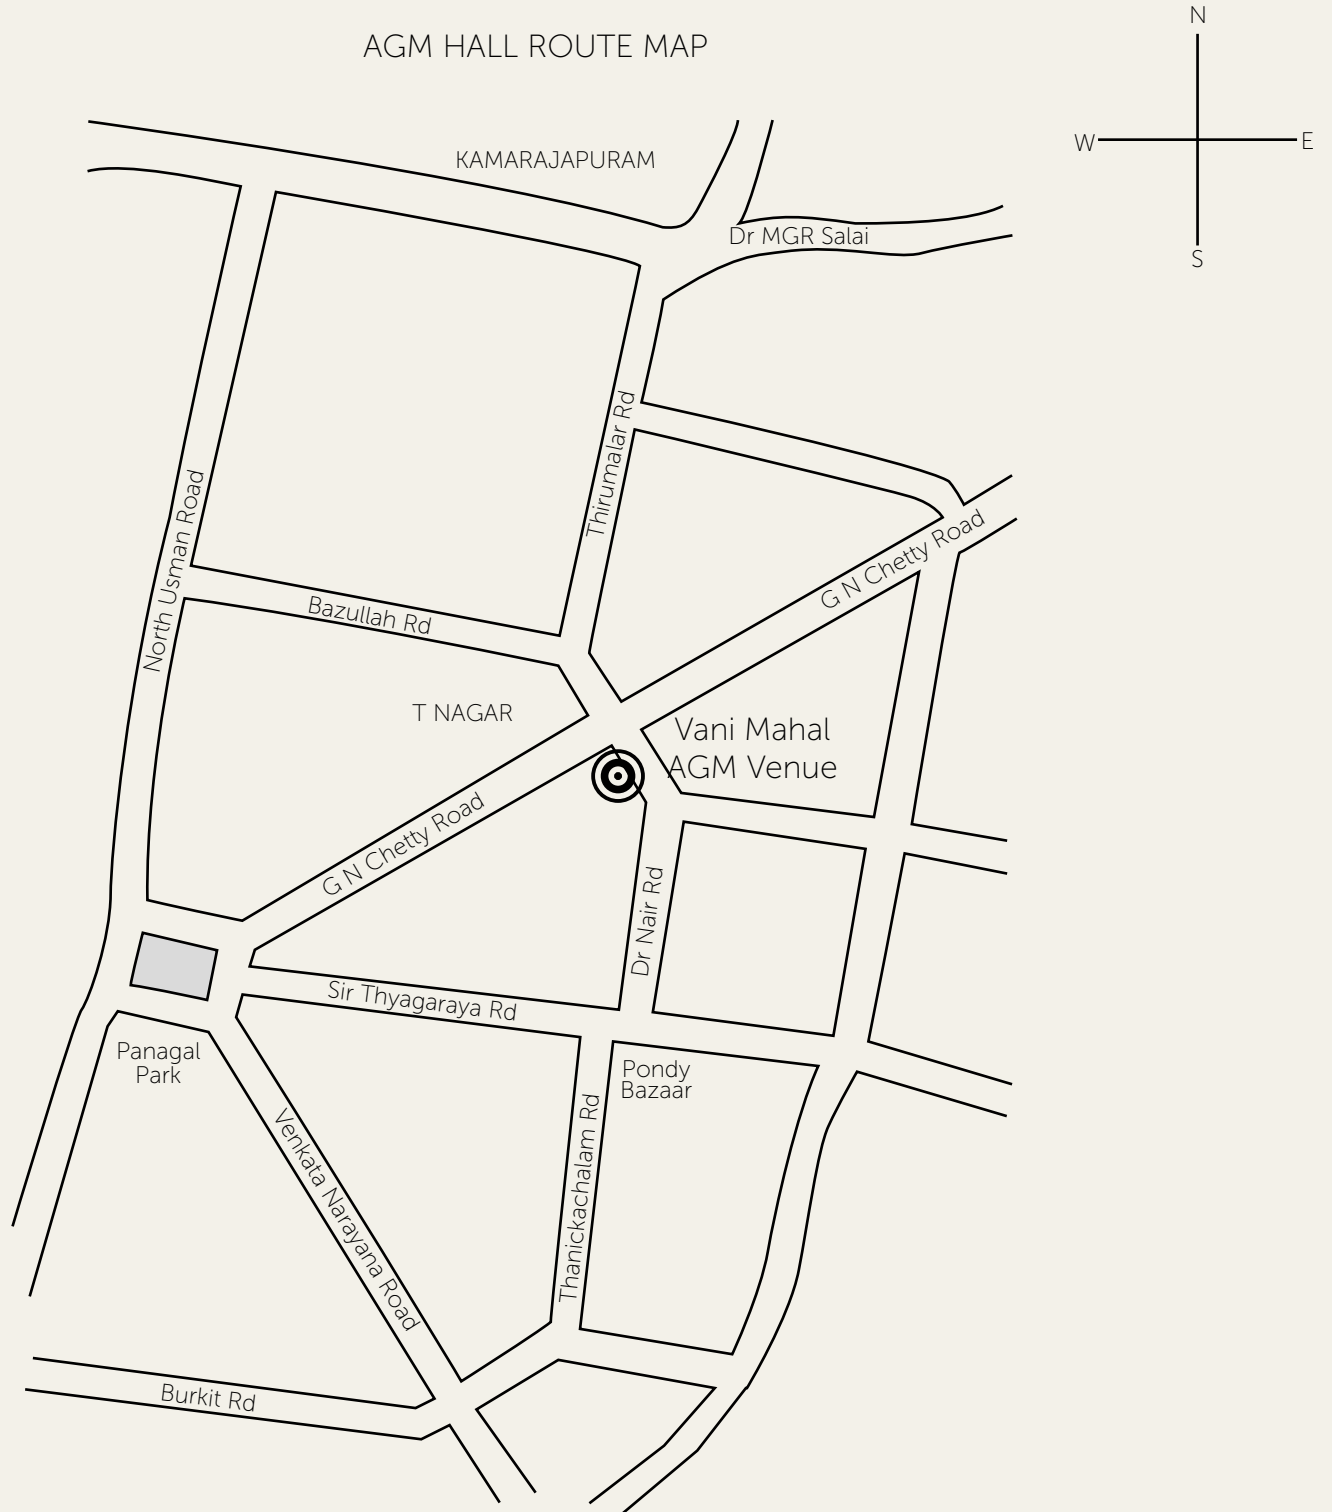 AGM HALL ROUTE MAP
N
W
E
S
KAMARAJAPURAM
Dr MGR Salai
Thirumalar Rd
North Usman Road
G N Chetty Road
Bazullah Rd
T NAGAR
Vani Mahal
AGM Venue
G N Chetty Road
Dr Nair Rd
Sir Thyagaraya Rd
Panagal
Park
Pondy
Bazaar
Venkata Narayana Road
Thanickachalam Rd
Burkit Rd